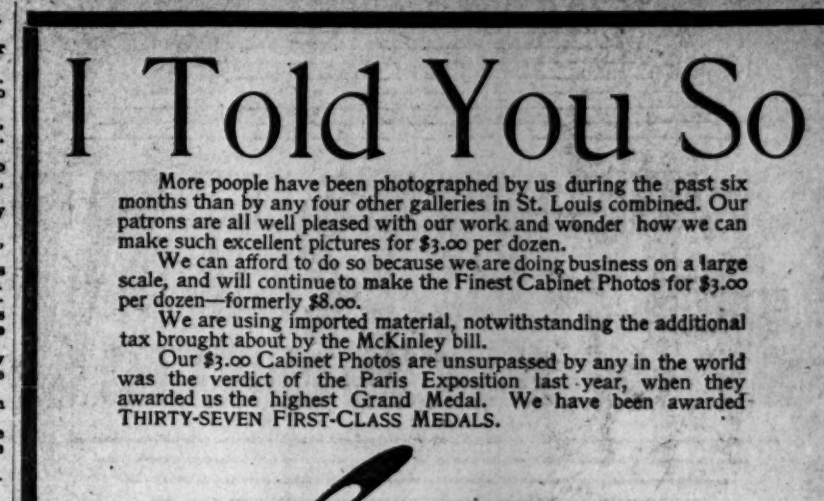 I Told You So
More poople have been photographed by us during the past six
months than by any four other galleries in St. Louis combined. Our
patrons are all well pleased with our work and wonder how we can
make such excellent pictures for $3.00 per dozen.
We can afford to do so because we are doing business on a large
scale, and will continue to make the Finest Cabinet Photos for $3.00
per dozen—formerly $8.00.
We are using imported material, notwithstanding the additional
tax brought about by the McKinley bill.
Our $3.00 Cabinet Photos are unsurpassed by any in the world
was the verdict of the Paris Exposition last year, when they
awarded us the highest Grand Medal. We have been awarded
THIRTY-SEVEN FIRST-CLASS MEDALS.